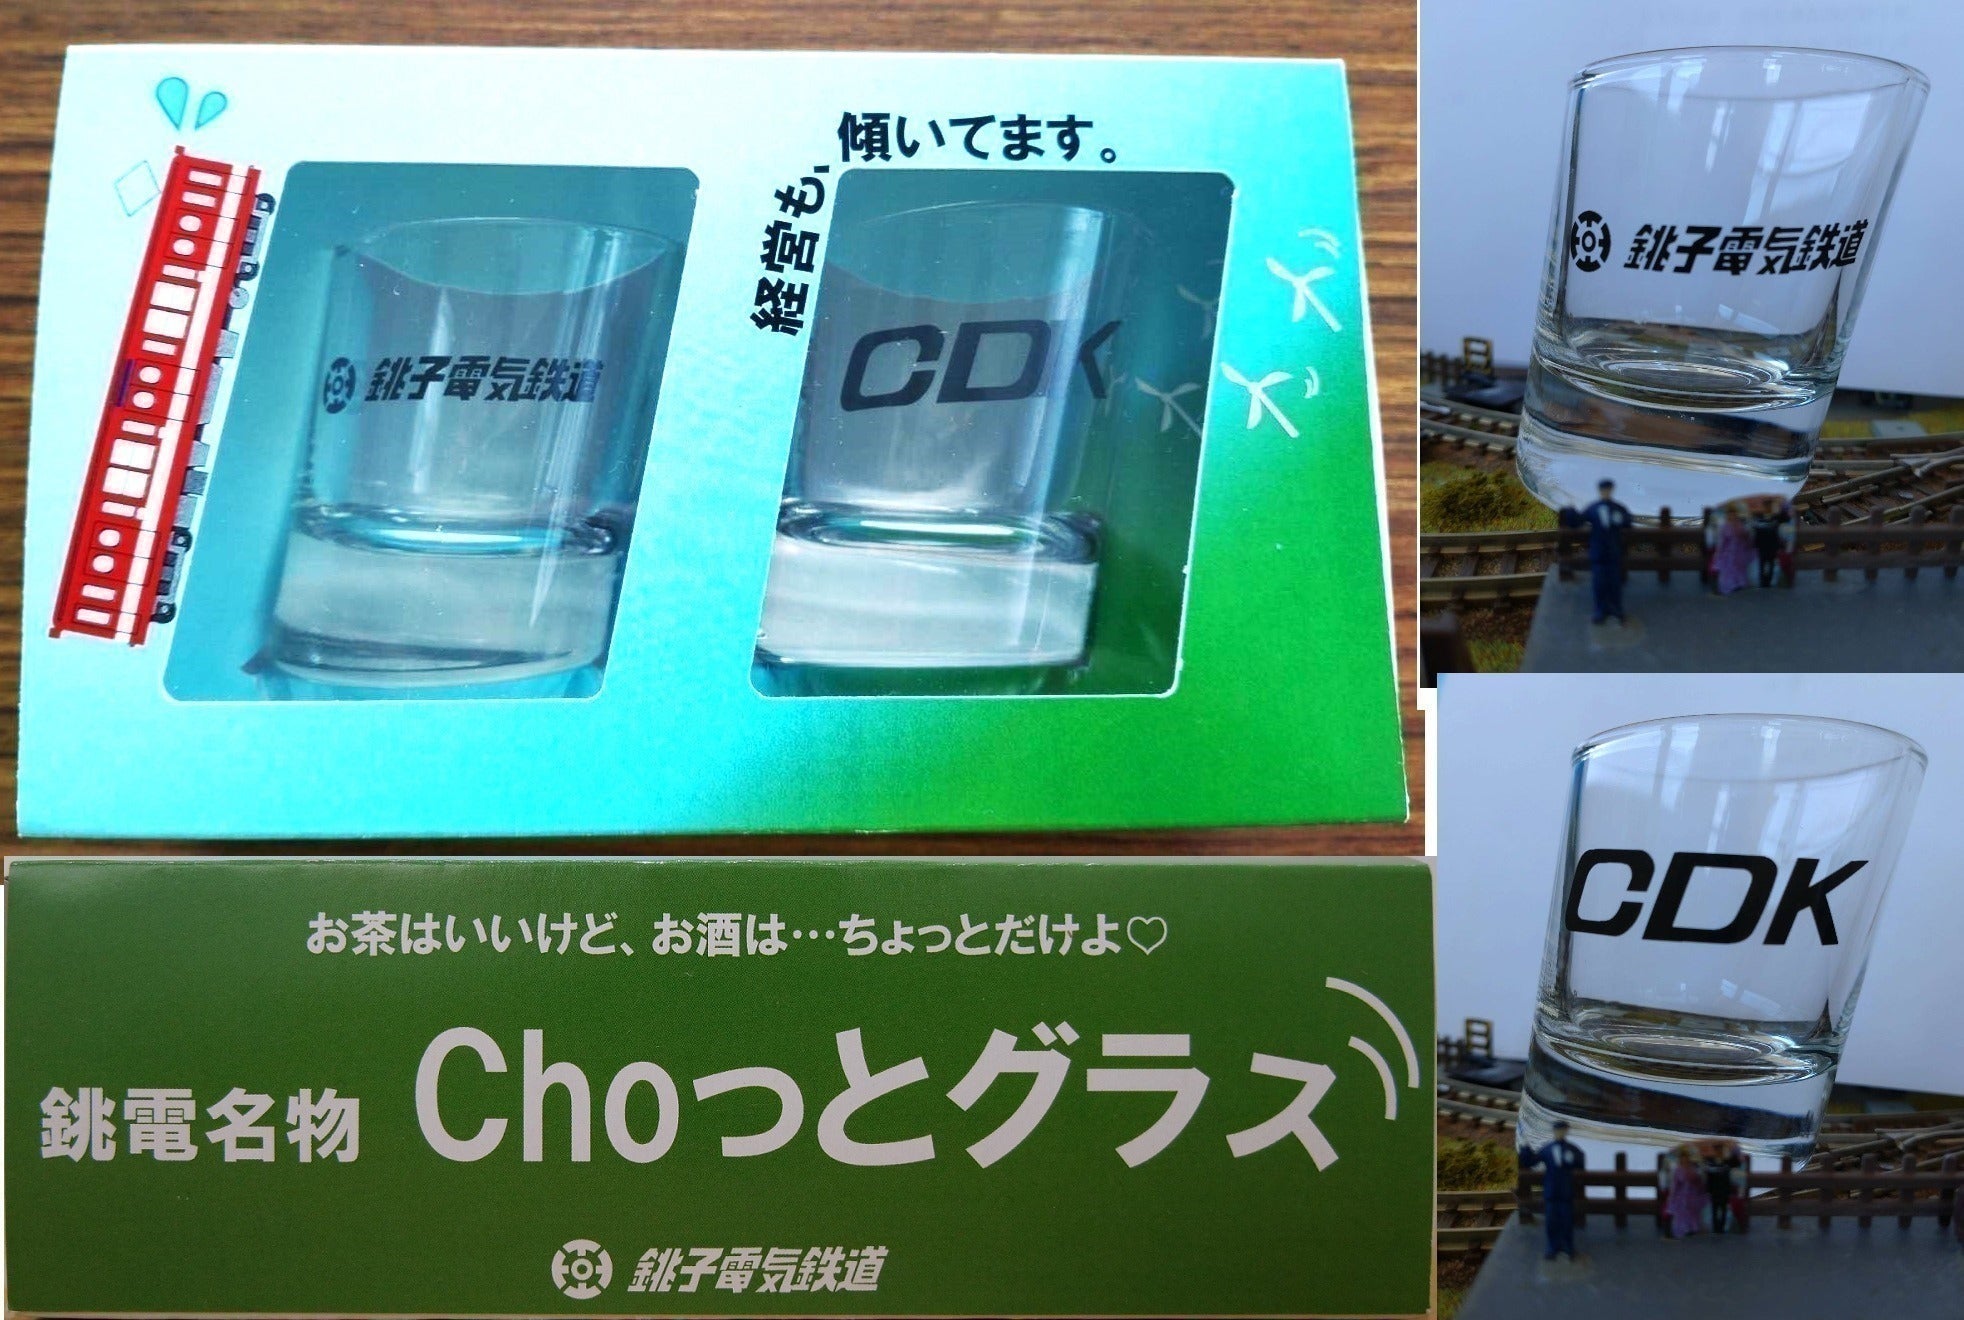 経営も、傾いてます。
銚子電気鉄道
CDK
銚子電気鉄道
CDK
お茶はいいけど、お酒は…ちょっとだけよ♡
銚電名物 Choっとグラス
銚子電気鉄道